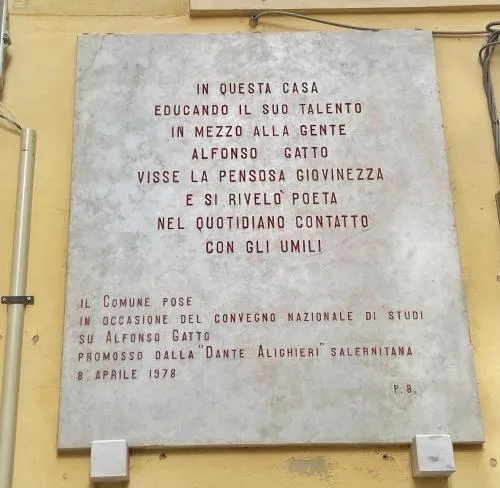 IN QUESTA CASA
EDUCANDO IL SUO TALENTO
IN MEZZO ALLA GENTE
ALFONSO GATTO
VISSE LA PENSOSA GIOVINEZZA
E SI RIVELO' POETA
NEL QUOTIDIANO CONTATTO
CON GLI UMILI
IL COMUNE POSE
IN OCCASIONE DEL CONVEGNO NAZIONALE DI STUDI
SU ALFONSO GATTO
PROMOSSO DALLA "DANTE ALIGHIERI" SALERNITANA
8 APRILE 1978
P. B.